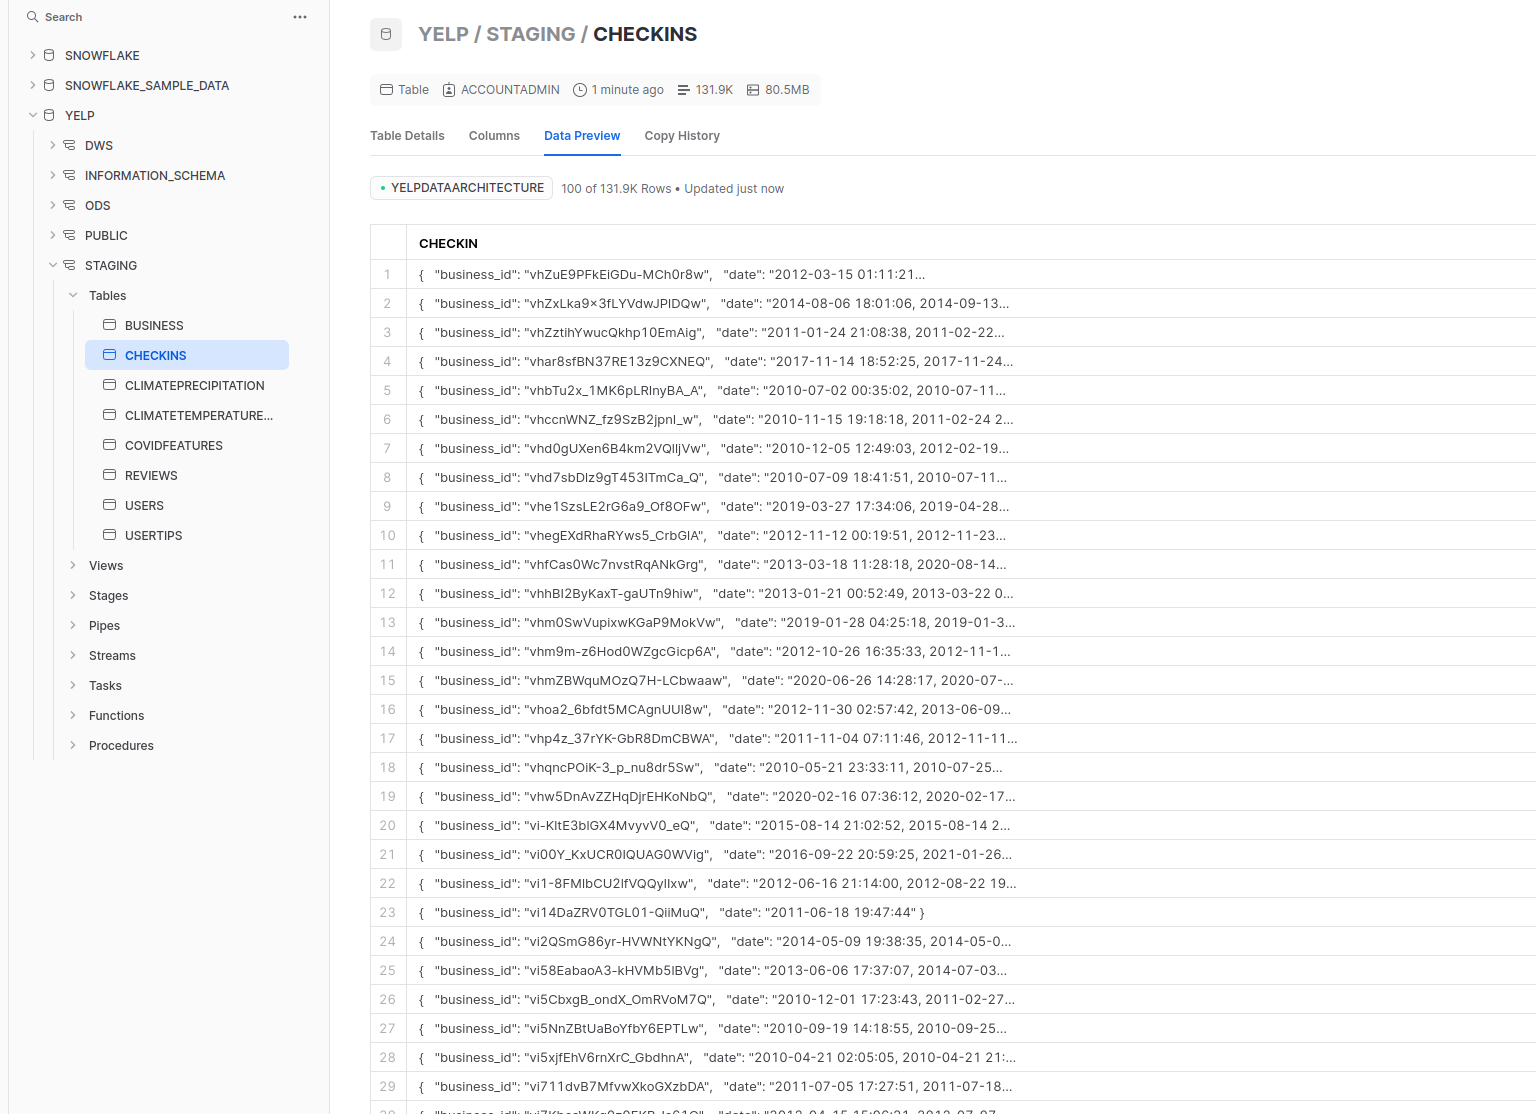 Search
...
SNOWFLAKE
SNOWFLAKE_SAMPLE_DATA
YELP
DWS
INFORMATION_SCHEMA
ODS
PUBLIC
STAGING
Tables
BUSINESS
CHECKINS
CLIMATEPRECIPITATION
CLIMATETEMPERATURE...
COVIDFEATURES
REVIEWS
USERS
USERTIPS
Views
Stages
Pipes
Streams
Tasks
Functions
Procedures
YELP / STAGING / CHECKINS
Table ACCOUNTADMIN 1 minute ago 131.9K 80.5MB
Table Details Columns Data Preview Copy History
YELPDATAARCHITECTURE 100 of 131.9K Rows • Updated just now
CHECKIN
1 { "business_id": "vhZuE9PFkEiGDu-MCh0r8w", "date": "2012-03-15 01:11:21...
2 { "business_id": "vhZxLka9x3fLYVdwJPlDQw", "date": "2014-08-06 18:01:06, 2014-09-13...
3 { "business_id": "vhZztihYwucQkhp10EmAig", "date": "2011-01-24 21:08:38, 2011-02-22...
4 { "business_id": "vhar8sfBN37RE13z9CXNEQ", "date": "2017-11-14 18:52:25, 2017-11-24...
5 { "business_id": "vhbTu2x_1MK6pLRInyBA_A", "date": "2010-07-02 00:35:02, 2010-07-11...
6 { "business_id": "vhccnWNZ_fz9SzB2jpnl_w", "date": "2010-11-15 19:18:18, 2011-02-24 2...
7 { "business_id": "vhd0gUXen6B4km2VQlljVw", "date": "2010-12-05 12:49:03, 2012-02-19...
8 { "business_id": "vhd7sbDlz9gT453ITmCa_Q", "date": "2010-07-09 18:41:51, 2010-07-11...
9 { "business_id": "vhe1SzsLE2rG6a9_Of8OFw", "date": "2019-03-27 17:34:06, 2019-04-28...
10 { "business_id": "vhegEXdRhaRYws5_CrbGIA", "date": "2012-11-12 00:19:51, 2012-11-23...
11 { "business_id": "vhfCas0Wc7nvstRqANkGrg", "date": "2013-03-18 11:28:18, 2020-08-14...
12 { "business_id": "vhhBI2ByKaxT-gaUTn9hiw", "date": "2013-01-21 00:52:49, 2013-03-22 0...
13 { "business_id": "vhm0SwVupixwKGaP9MokVw", "date": "2019-01-28 04:25:18, 2019-01-3...
14 { "business_id": "vhm9m-z6Hod0WZgcGicp6A", "date": "2012-10-26 16:35:33, 2012-11-1...
15 { "business_id": "vhmZBWquMOzQ7H-LCbwaaw", "date": "2020-06-26 14:28:17, 2020-07-...
16 { "business_id": "vhoa2_6bfdt5MCAgnUUl8w", "date": "2012-11-30 02:57:42, 2013-06-09...
17 { "business_id": "vhp4z_37rYK-GbR8DmCBWA", "date": "2011-11-04 07:11:46, 2012-11-11...
18 { "business_id": "vhqncPOiK-3_p_nu8dr5Sw", "date": "2010-05-21 23:33:11, 2010-07-25...
19 { "business_id": "vhw5DnAvZZHqDjrEHKoNbQ", "date": "2020-02-16 07:36:12, 2020-02-17...
20 { "business_id": "vi-KltE3blGX4MvyvV0_eQ", "date": "2015-08-14 21:02:52, 2015-08-14 2...
21 { "business_id": "vi00Y_KxUCR0IQUAG0WVig", "date": "2016-09-22 20:59:25, 2021-01-26...
22 { "business_id": "vi1-8FMlbCU2lfVQQyllxw", "date": "2012-06-16 21:14:00, 2012-08-22 19...
23 { "business_id": "vi14DaZRV0TGL01-QiiMuQ", "date": "2011-06-18 19:47:44" }
24 { "business_id": "vi2QSmG86yr-HVWNtYKNgQ", "date": "2014-05-09 19:38:35, 2014-05-0...
25 { "business_id": "vi58EabaoA3-kHVMb5lBVg", "date": "2013-06-06 17:37:07, 2014-07-03...
26 { "business_id": "vi5CbxgB_ondX_OmRVoM7Q", "date": "2010-12-01 17:23:43, 2011-02-27...
27 { "business_id": "vi5NnZBtUaBoYfbY6EPTLw", "date": "2010-09-19 14:18:55, 2010-09-25...
28 { "business_id": "vi5xjfEhV6rnXrC_GbdhnA", "date": "2010-04-21 02:05:05, 2010-04-21 21:...
29 { "business_id": "vi711dvB7MfvwXkoGXzbDA", "date": "2011-07-05 17:27:51, 2011-07-18...